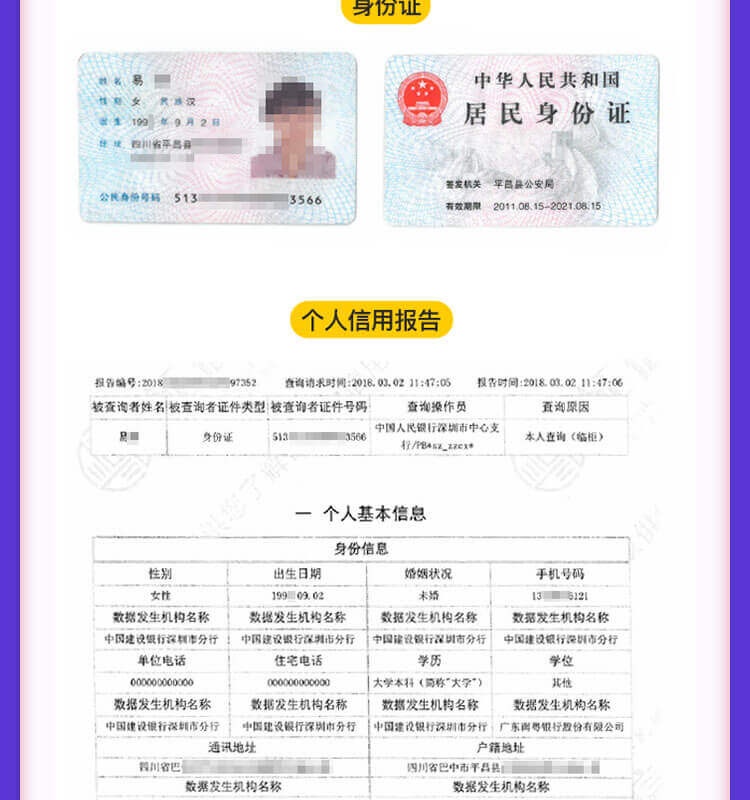 身份证
姓名 易
性别 女 民族 汉
出生 199 年 9 月 2 日
住址 四川省平昌县
公民身份号码 513 3566
中华人民共和国
居民身份证
签发机关 平昌县公安局
有效期限 2011.08.15-2021.08.15
个人信用报告
报告编号:2018 97352 查询请求时间:2018.03.02 11:47:05 报告时间:2018.03.02 11:47:06
被查询者姓名 被查询者证件类型 被查询者证件号码 查询操作员 查询原因
易 身份证 513 3566 中国人民银行深圳市中心支行/PB*sz_zzcx* 本人查询（临柜）
一 个人基本信息
身份信息
性别 出生日期 婚姻状况 手机号码
女性 199 09.02 未婚 13 6121
数据发生机构名称 数据发生机构名称 数据发生机构名称 数据发生机构名称
中国建设银行深圳市分行 中国建设银行深圳市分行 中国建设银行深圳市分行 中国建设银行深圳市分行
单位电话 住宅电话 学历 学位
000000000000 000000000000 大学本科（简称"大学"） 其他
数据发生机构名称 数据发生机构名称 数据发生机构名称 数据发生机构名称
中国建设银行深圳市分行 中国建设银行深圳市分行 中国建设银行深圳市分行 广东南粤银行股份有限公司
通讯地址 户籍地址
四川省巴 四川省巴中市平昌县
数据发生机构名称 数据发生机构名称